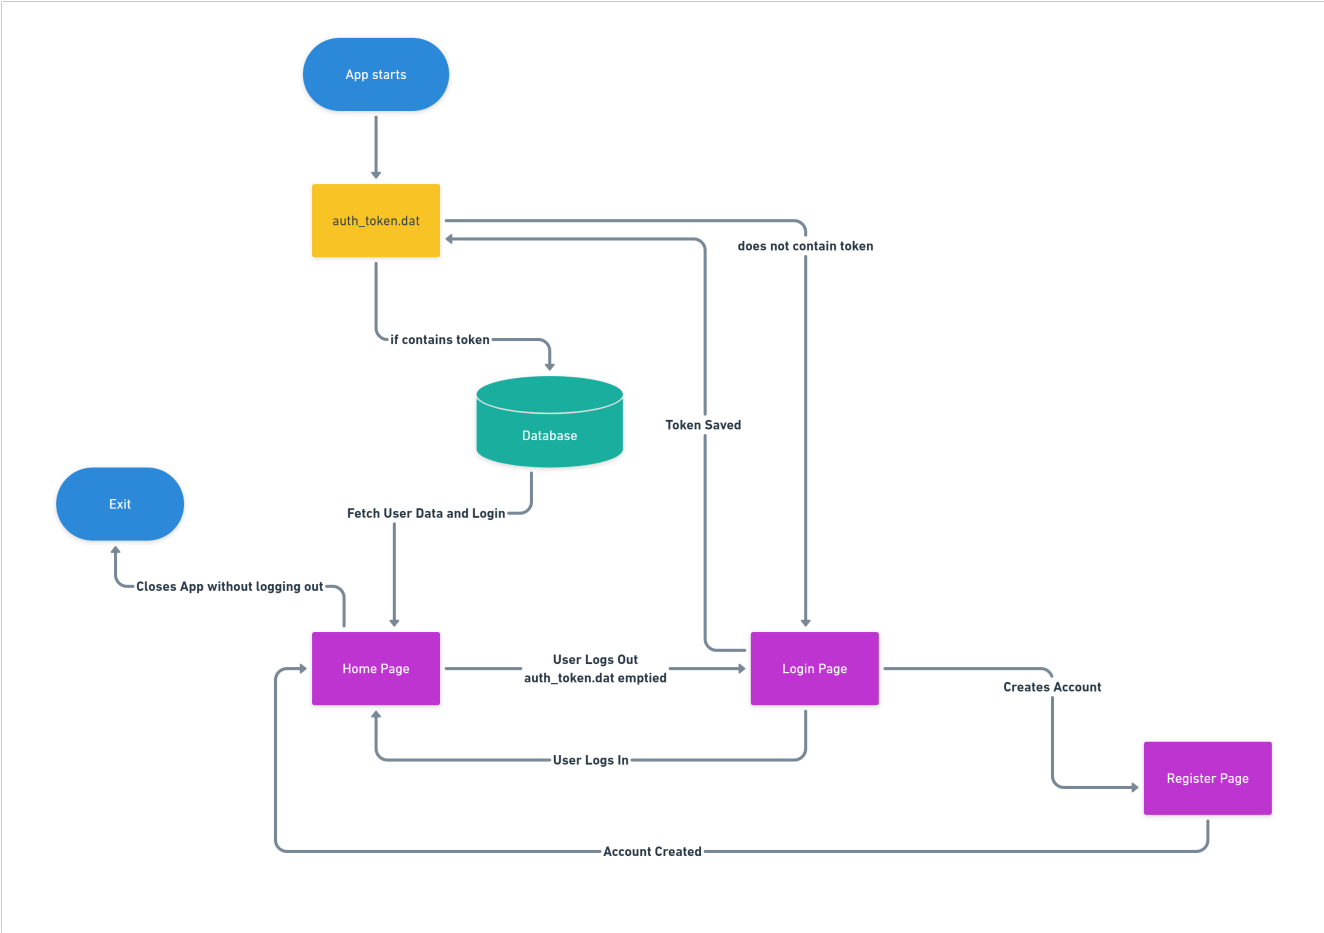 App starts
auth_token.dat
does not contain token
if contains token
Token Saved
Database
Exit
Fetch User Data and Login
Closes App without logging out
Home Page
User Logs Out
auth_token.dat emptied
Login Page
Creates Account
User Logs In
Register Page
Account Created